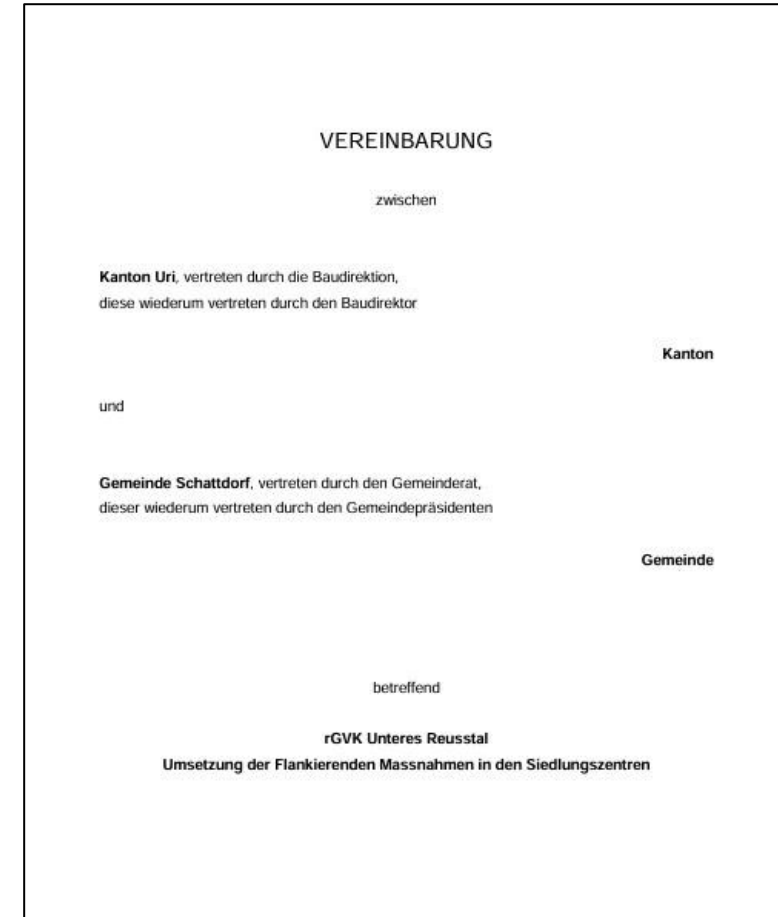 VEREINBARUNG
zwischen
Kanton Uri, vertreten durch die Baudirektion,
diese wiederum vertreten durch den Baudirektor
Kanton
und
Gemeinde Schattdorf, vertreten durch den Gemeinderat,
dieser wiederum vertreten durch den Gemeindepräsidenten
Gemeinde
betreffend
rGVK Unteres Reusstal
Umsetzung der Flankierenden Massnahmen in den Siedlungszentren